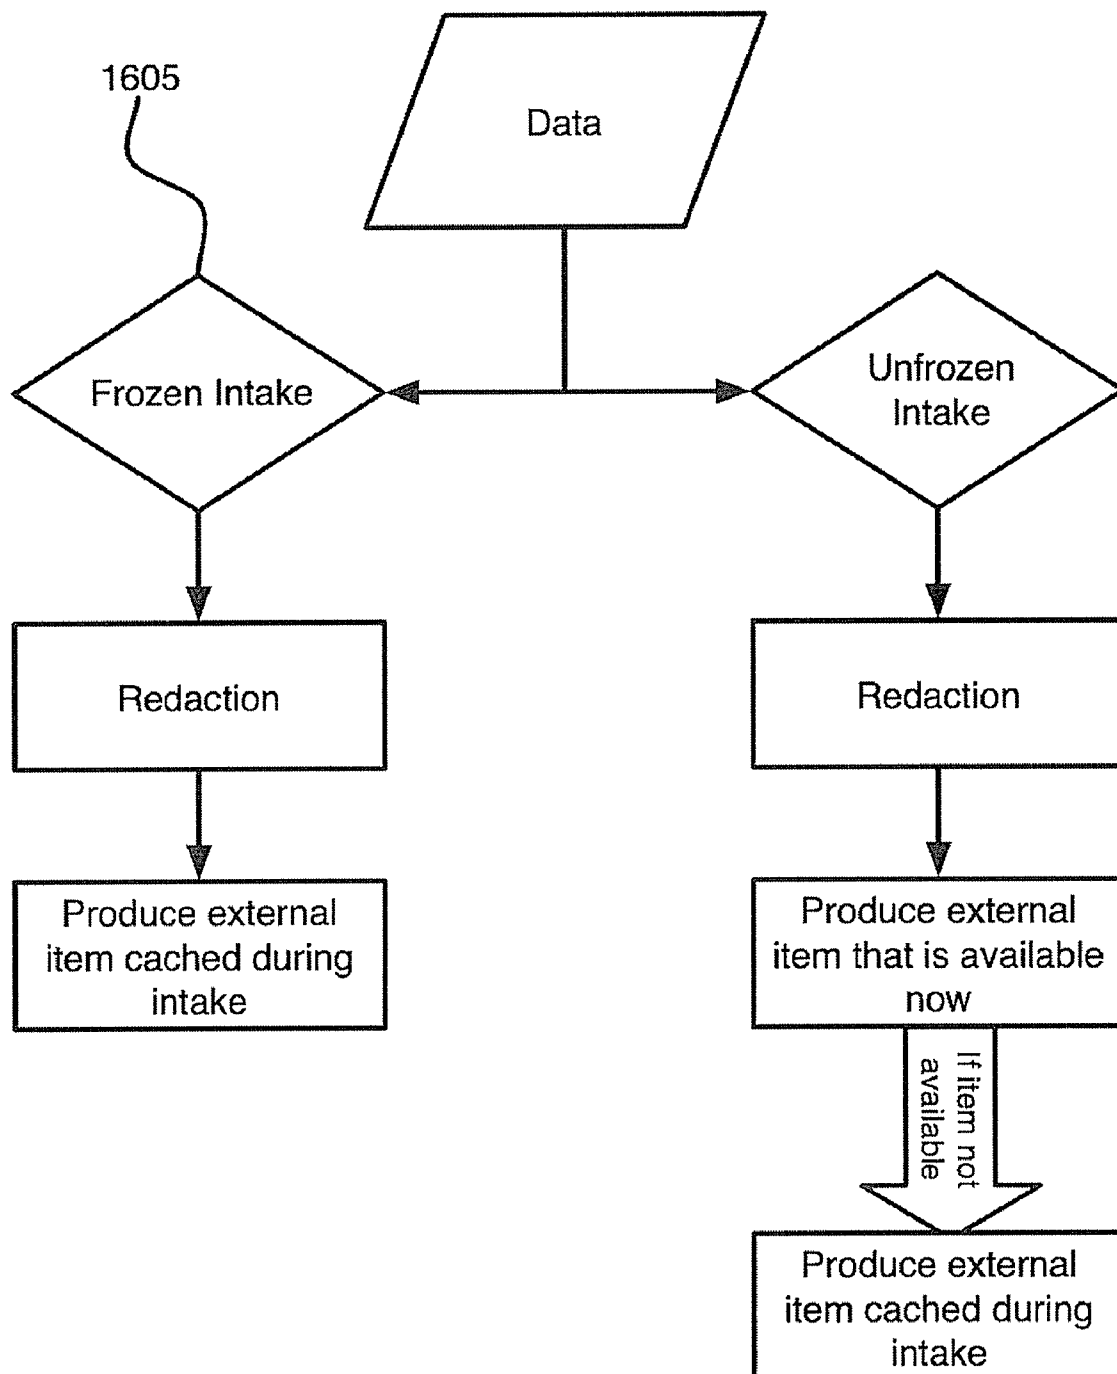 1605
Data
Frozen Intake
Unfrozen
Intake
Redaction
Redaction
Produce external
item cached during
intake
Produce external
item that is available
now
If item not
available
Produce external
item cached during
intake